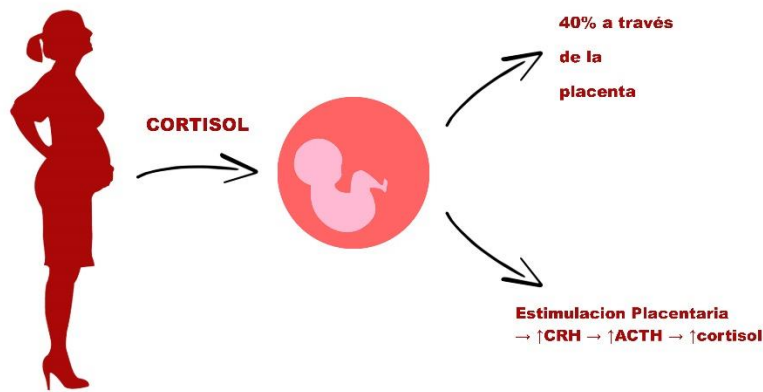 40% a través
de la
placenta
CORTISOL
Estimulacion Placentaria
→ ↑CRH → ↑ACTH → ↑cortisol